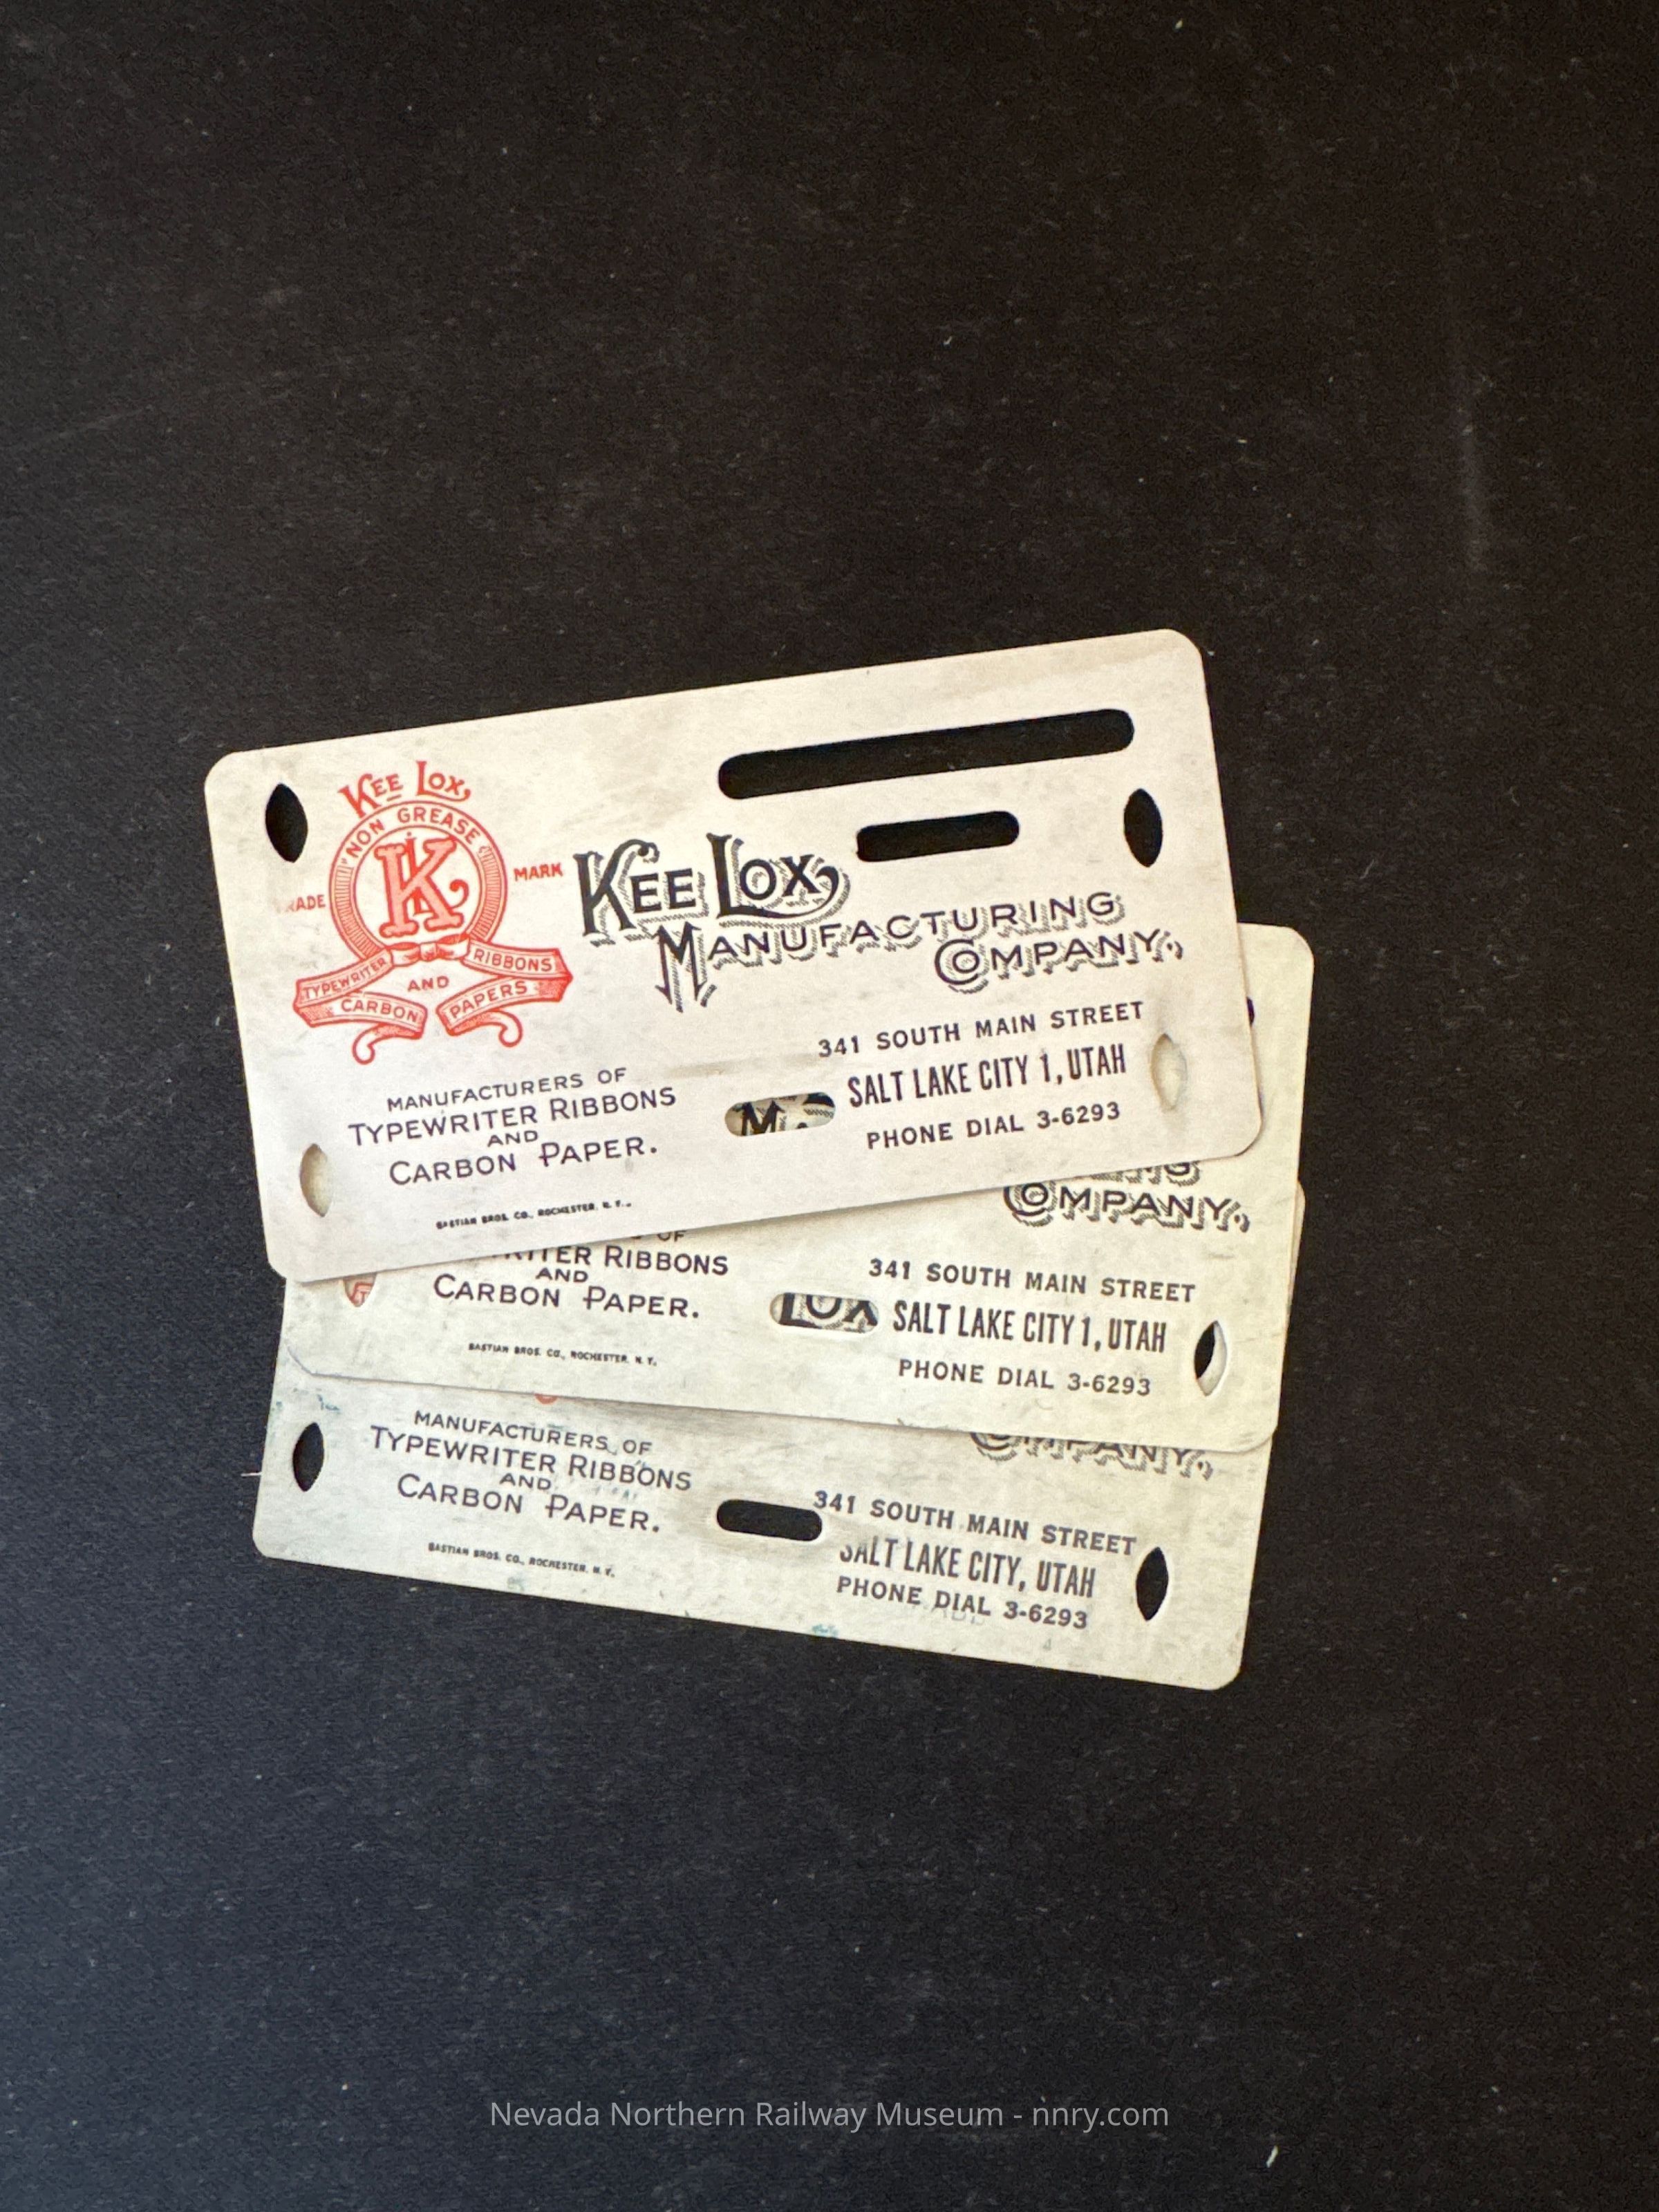 KEE LOX
NON GREASE
K
MARK
TYPEWRITER RIBBONS
AND
CARBON PAPERS
KEE LOX
MANUFACTURING
COMPANY.
341 SOUTH MAIN STREET
SALT LAKE CITY 1, UTAH
PHONE DIAL 3-6293
MANUFACTURERS OF
TYPEWRITER RIBBONS
AND
CARBON PAPER.
BASTIAN BROS. CO., ROCHESTER, N. Y.
COMPANY.
OF
RIBBONS
AND
CARBON PAPER.
BASTIAN BROS. CO., ROCHESTER, N. Y.
LOX
341 SOUTH MAIN STREET
SALT LAKE CITY 1, UTAH
PHONE DIAL 3-6293
COMPANY.
MANUFACTURERS OF
TYPEWRITER RIBBONS
AND
CARBON PAPER.
BASTIAN BROS. CO., ROCHESTER, N. Y.
341 SOUTH MAIN STREET
SALT LAKE CITY, UTAH
PHONE DIAL 3-6293
Nevada Northern Railway Museum - nnry.com